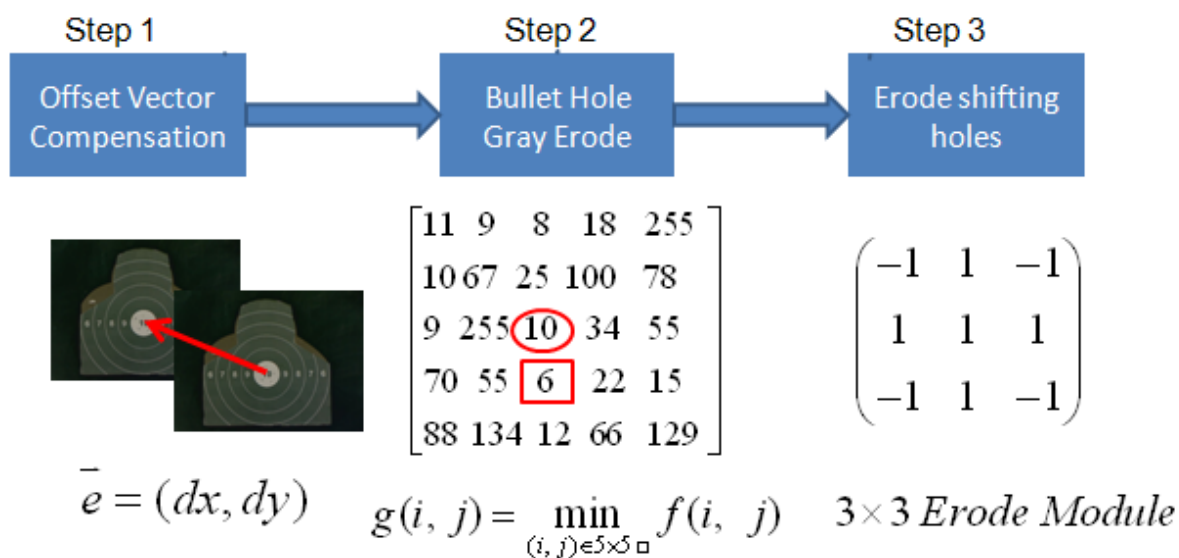 Step 1
Step 2
Step 3
Offset Vector
Compensation
Bullet Hole
Gray Erode
Erode shifting
holes
11 9 8 18 255
10 67 25 100 78
9 255 10 34 55
70 55 6 22 15
88 134 12 66 129
-1 1 -1
1 1 1
-1 1 -1
e = (dx, dy)
g(i, j) = min f(i, j)
(i, j)∈5×5□
3×3 Erode Module